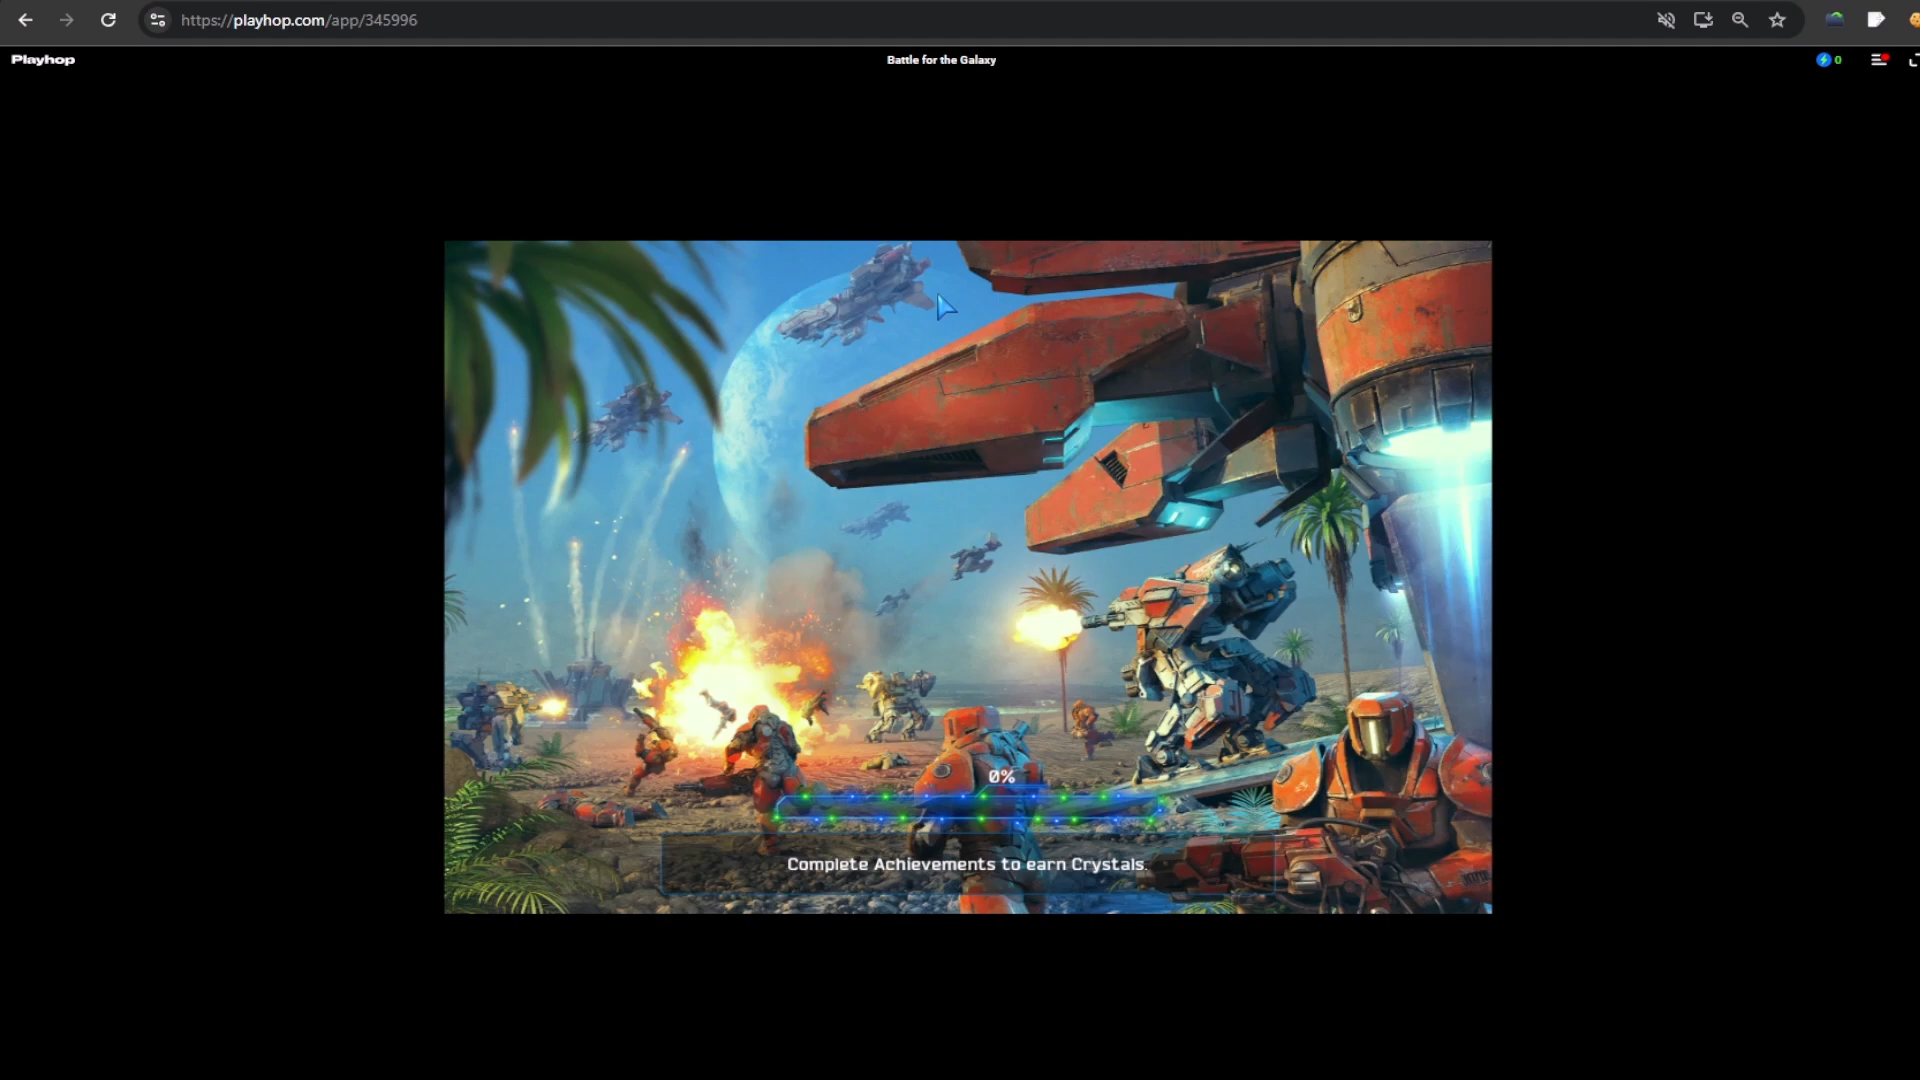 https://playhop.com/app/345996
Playhop
Battle for the Galaxy
0
0%
Complete Achievements to earn Crystals.